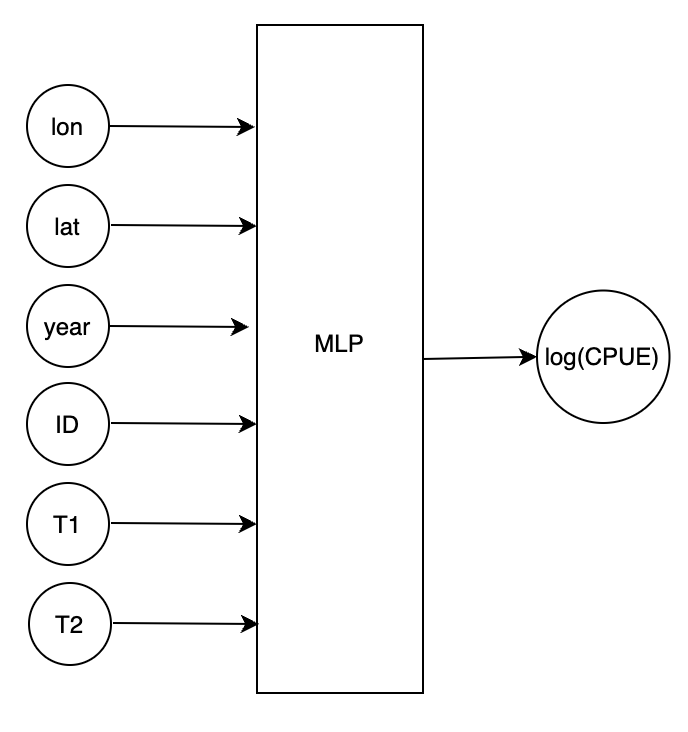 lon
lat
year
ID
T1
T2
MLP
log(CPUE)